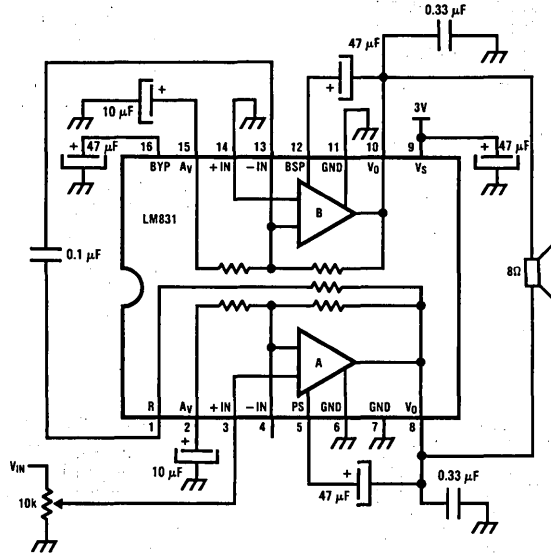 0.33 µF
47 µF
3V
10 µF
47 µF
47 µF
16 15 14 13 12 11 10 9
BYP AV +IN −IN BSP GND VO VS
LM831
B
0.1 µF
8Ω
A
R AV +IN −IN PS GND GND VO
1 2 3 4 5 6 7 8
VIN
10 µF
10k
47 µF
0.33 µF